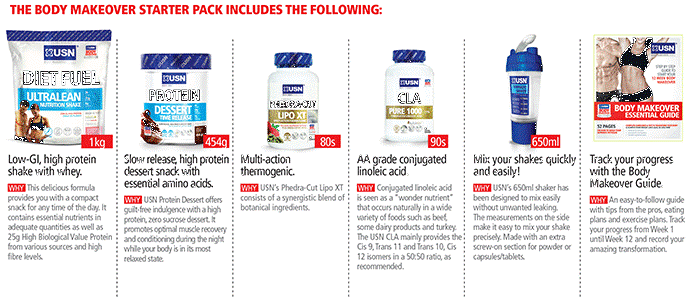 THE BODY MAKEOVER STARTER PACK INCLUDES THE FOLLOWING:
USN
DIET FUEL
ULTRALEAN
NUTRITION SHAKE
1kg
Low-GI, high protein
shake with whey.
WHY This delicious formula
provides you with a compact
snack for any time of the day. It
contains essential nutrients in
adequate quantities as well as
25g High Biological Value Protein
from various sources and high
fibre levels.
USN
PROTEIN
DESSERT
TIME RELEASE
454g
Slow release, high protein
dessert snack with
essential amino acids.
WHY USN Protein Dessert offers
guilt-free indulgence with a high
protein, zero sucrose dessert. It
promotes optimal muscle recovery
and conditioning during the night
while your body is in its most
relaxed state.
USN
PHEDRA-CUT
LIPO XT
80s
Multi-action
thermogenic.
WHY USN's Phedra-Cut Lipo XT
consists of a synergistic blend of
botanical ingredients.
USN
CLA
PURE 1000
90s
AA grade conjugated
linoleic acid.
WHY Conjugated linoleic acid
is seen as a "wonder nutrient"
that occurs naturally in a wide
variety of foods such as beef,
some dairy products and turkey.
The USN CLA mainly provides the
Cis 9, Trans 11 and Trans 10, Cis
12 isomers in a 50:50 ratio, as
recommended.
USN
650ml
Mix your shakes quickly
and easily!
WHY USN's 650ml shaker has
been designed to mix easily
without unwanted leaking.
The measurements on the side
make it easy to mix your shake
precisely. Made with an extra
screw-on section for powder or
capsules/tablets.
STEP BY STEP
GUIDE TO
START YOUR
12 WEEK BODY
MAKEOVER
BODY MAKEOVER
ESSENTIAL GUIDE
52 PAGES
Track your progress
with the Body
Makeover Guide.
WHY An easy-to-follow guide
with tips from the pros, eating
plans and exercise plans. Track
your progress from Week 1
until Week 12 and record your
amazing transformation.